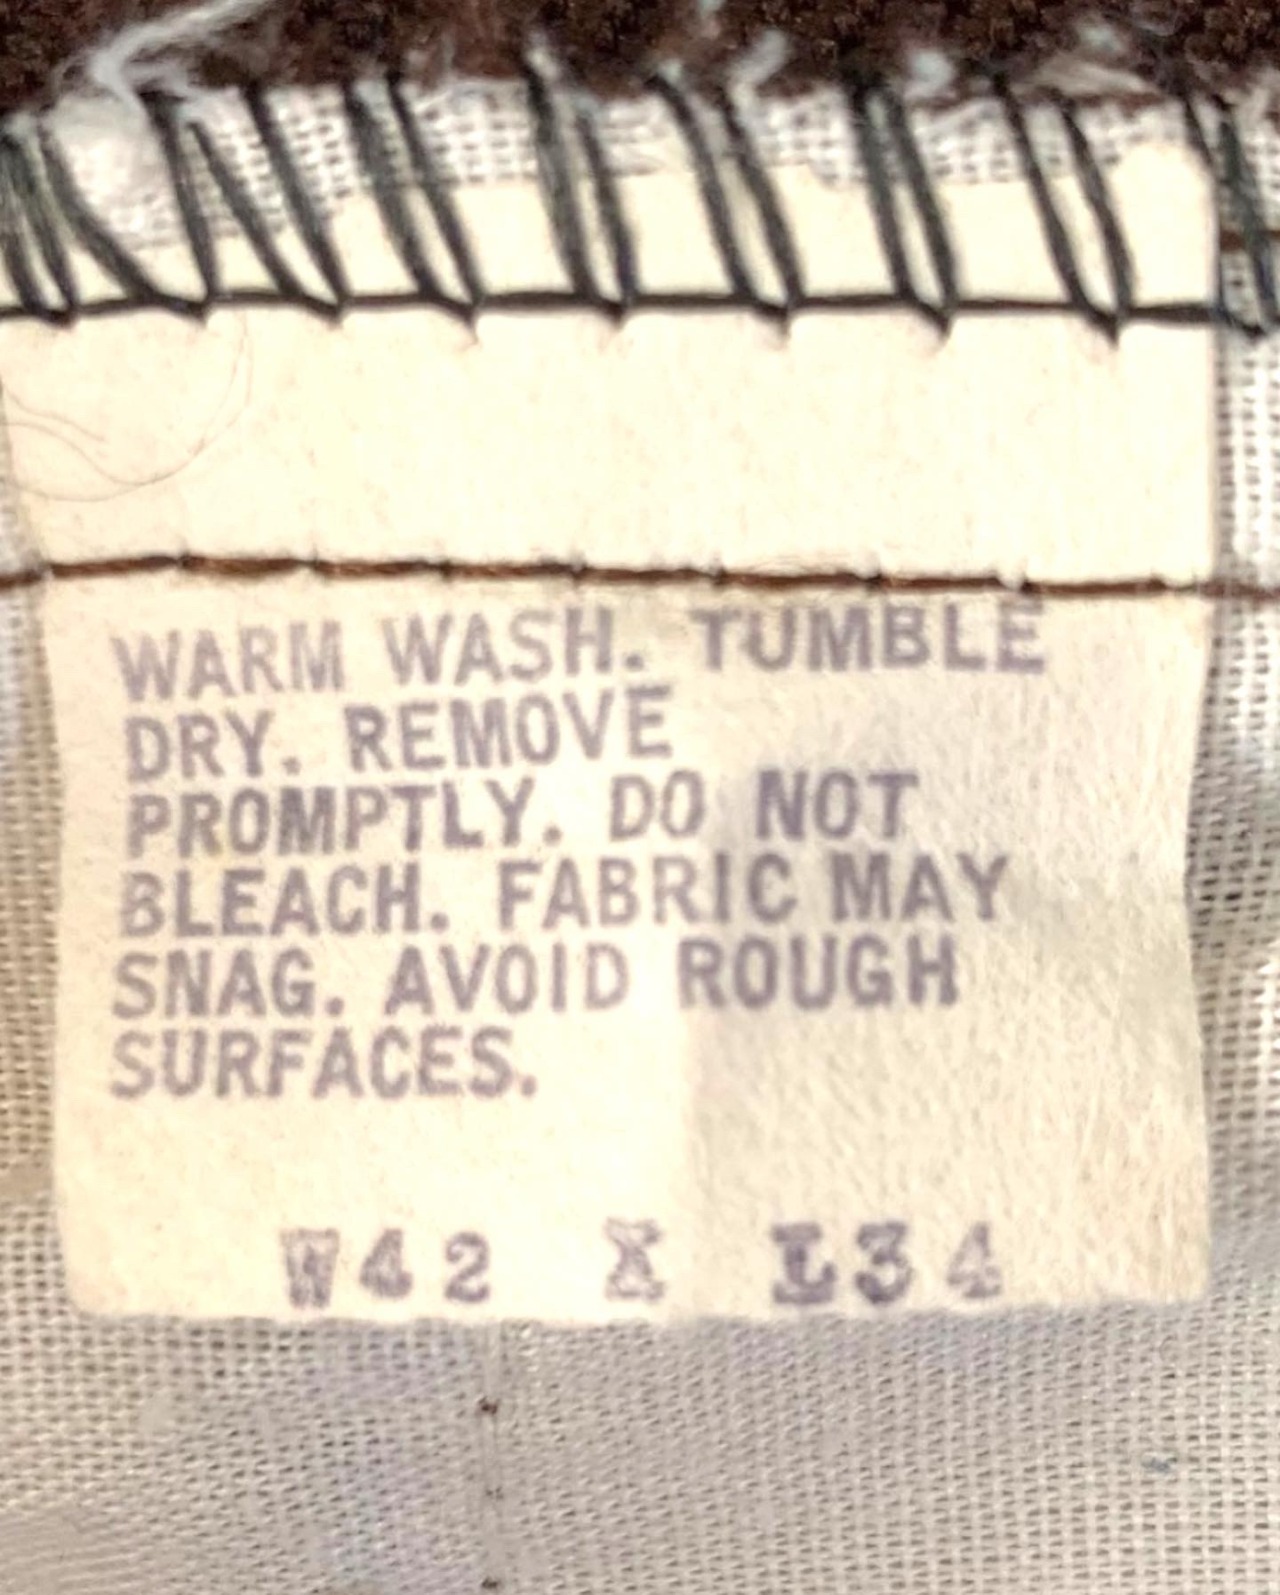 WARM WASH. TUMBLE
DRY. REMOVE
PROMPTLY. DO NOT
BLEACH. FABRIC MAY
SNAG. AVOID ROUGH
SURFACES.
W42 X L34